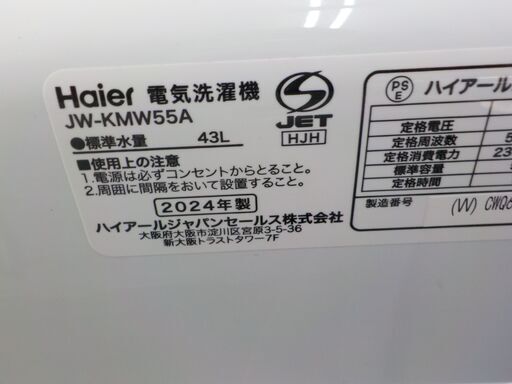 Haier 電気洗濯機
JW-KMW55A
●標準水量 43L
■使用上の注意
1.電源は必ずコンセントからとること。
2.周囲に間隔をおいて設置すること。
2024年製
ハイアールジャパンセールス株式会社
大阪府大阪市淀川区宮原3-5-36
新大阪トラストタワー7F
S JET
HJH
PS E ハイアール
定格電圧
定格周波数 5
定格消費電力 23
標準容量
定格時間
製造番号 (W) CWQ6